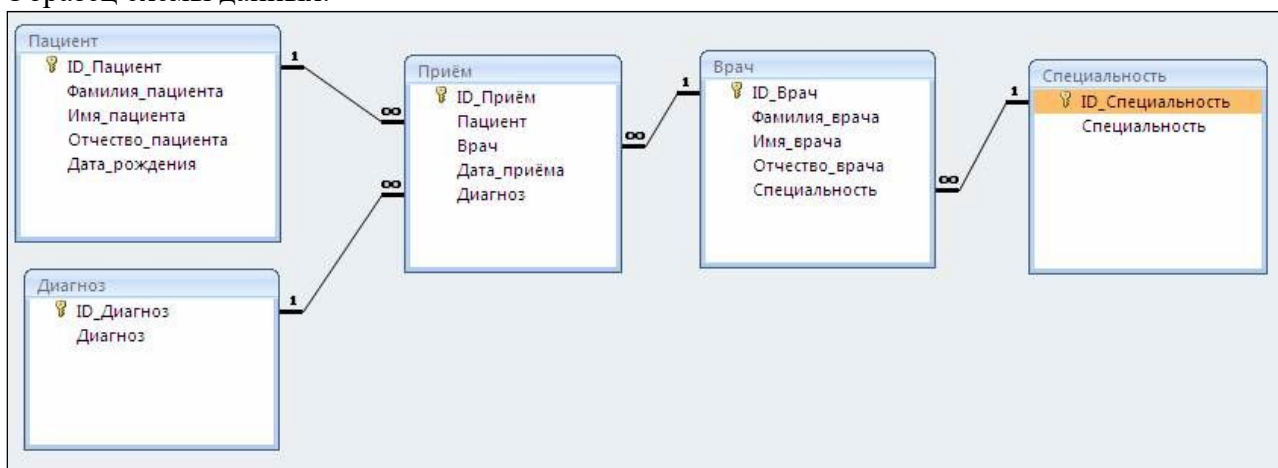 Образец схемы данных:
Пациент
ID_Пациент
Фамилия_пациента
Имя_пациента
Отчество_пациента
Дата_рождения
1
∞
Приём
ID_Приём
Пациент
Врач
Дата_приёма
Диагноз
∞
∞
1
Врач
ID_Врач
Фамилия_врача
Имя_врача
Отчество_врача
Специальность
∞
1
Специальность
ID_Специальность
Специальность
Диагноз
ID_Диагноз
Диагноз
1